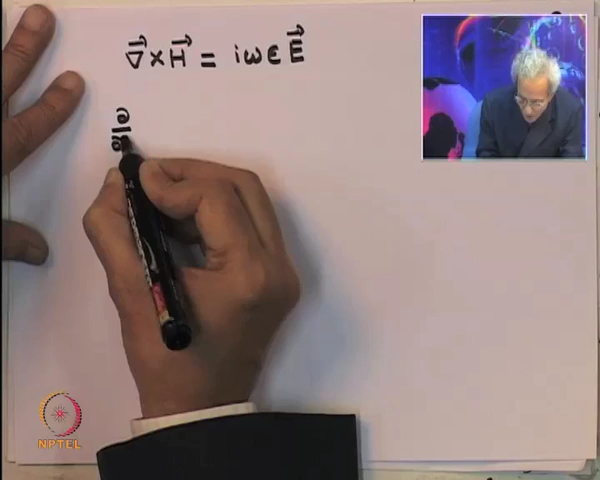 ∇⃗ × H⃗ = iωϵE⃗
∂
NPTEL